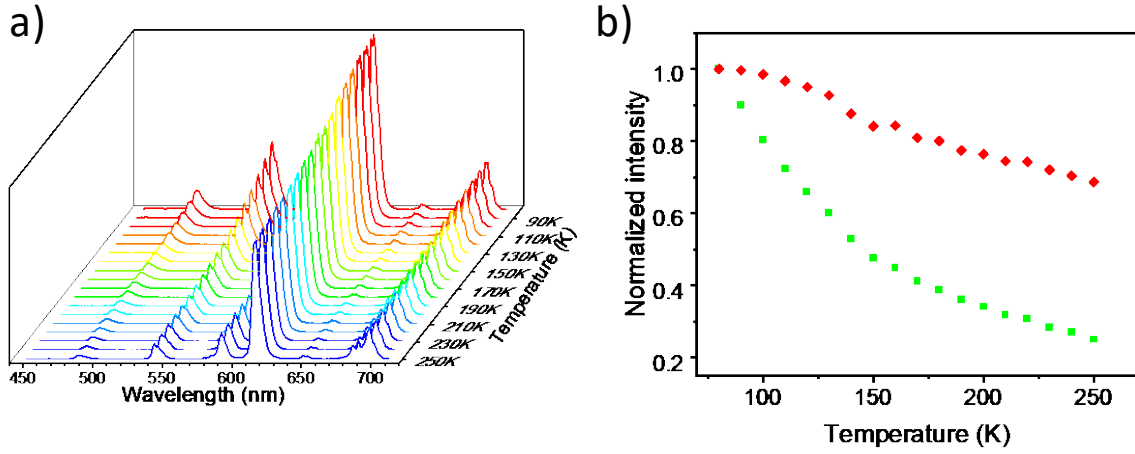 a)
90K
110K
130K
150K
170K
190K
210K
230K
250K
Temperature (K)
450 500 550 600 650 700
Wavelength (nm)
b)
1.0
0.8
0.6
0.4
0.2
Normalized intensity
100 150 200 250
Temperature (K)